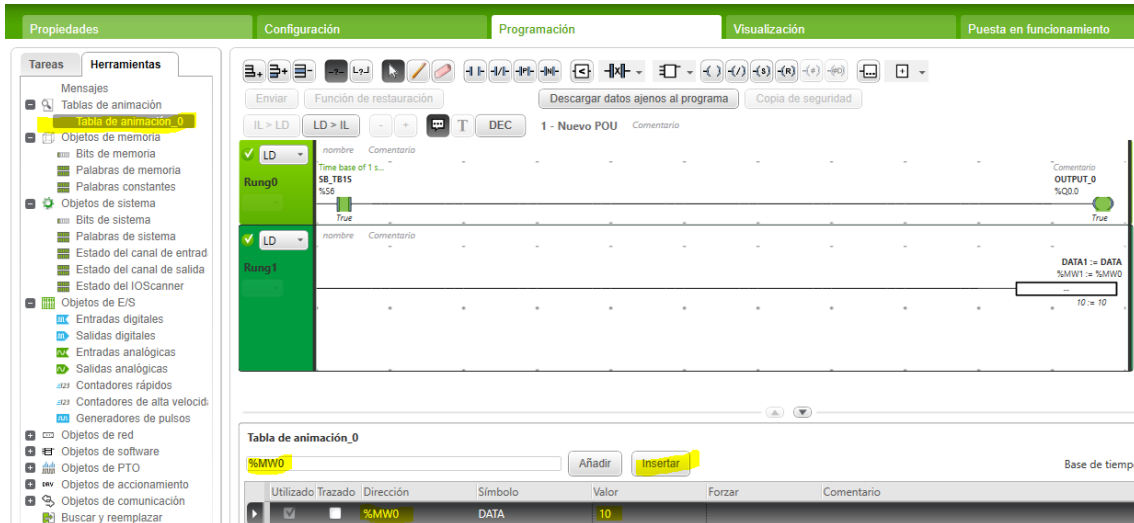 Propiedades Configuración Programación Visualización Puesta en funcionamiento
Tareas Herramientas
Mensajes
Tablas de animación
Tabla de animación_0
Objetos de memoria
Bits de memoria
Palabras de memoria
Palabras constantes
Objetos de sistema
Bits de sistema
Palabras de sistema
Estado del canal de entrad
Estado del canal de salida
Estado del IOScanner
Objetos de E/S
Entradas digitales
Salidas digitales
Entradas analógicas
Salidas analógicas
Contadores rápidos
Contadores de alta velocid
Generadores de pulsos
Objetos de red
Objetos de software
Objetos de PTO
Objetos de accionamiento
Objetos de comunicación
Buscar y reemplazar
Enviar Función de restauración Descargar datos ajenos al programa Copia de seguridad
IL > LD LD > IL - + T DEC 1 - Nuevo POU Comentario
LD nombre Comentario
Rung0
Time base of 1 s...
SB_TB1S
%S6
True
Comentario
OUTPUT_0
%Q0.0
True
LD nombre Comentario
Rung1
DATA1 := DATA
%MW1 := %MW0
--
10 := 10
Tabla de animación_0
%MW0 Añadir Insertar Base de tiemp
Utilizado Trazado Dirección Símbolo Valor Forzar Comentario
%MW0 DATA 10